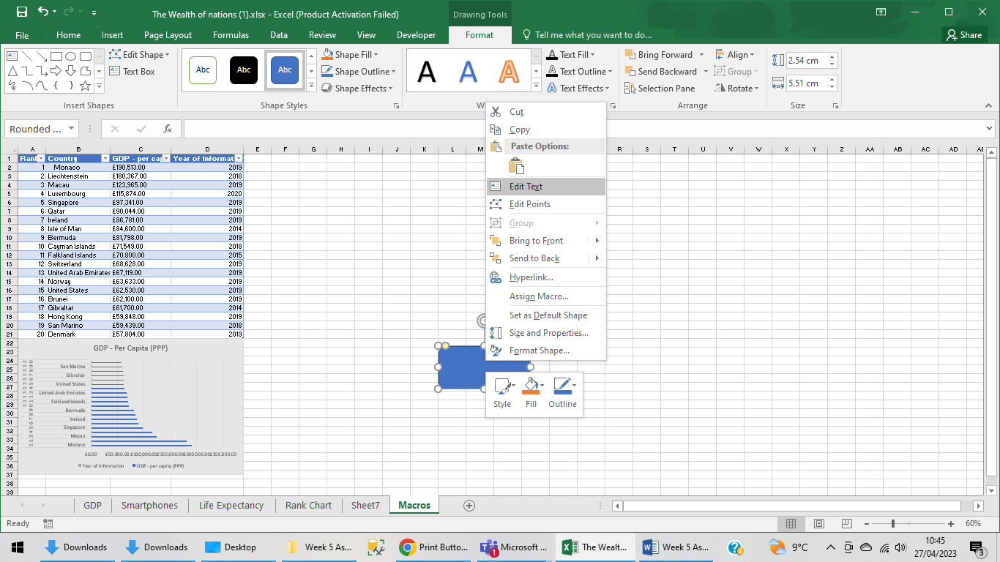 The Wealth of nations (1).xlsx - Excel (Product Activation Failed)
Drawing Tools
File Home Insert Page Layout Formulas Data Review View Developer Format Tell me what you want to do... Share
Edit Shape
Text Box
Insert Shapes
Abc Abc Abc
Shape Fill
Shape Outline
Shape Effects
Shape Styles
A A A
Text Fill
Text Outline
Text Effects
W
Bring Forward
Send Backward
Selection Pane
Align
Group
Rotate
Arrange
2.54 cm
5.51 cm
Size
Rounded ...
fx
A B C D E F G H I J K L M R S T U V W X Y Z AA AB AC AD AE
1 Rank Country GDP - per cap Year of Informat
2 1 Monaco £190,513.00 2019
3 2 Liechtenstein £180,367.00 2018
4 3 Macau £123,965.00 2019
5 4 Luxembourg £115,874.00 2020
6 5 Singapore £97,341.00 2019
7 6 Qatar £90,044.00 2019
8 7 Ireland £86,781.00 2019
9 8 Isle of Man £84,600.00 2014
10 9 Bermuda £81,798.00 2019
11 10 Cayman Islands £71,549.00 2018
12 11 Falkland Islands £70,800.00 2015
13 12 Switzerland £68,628.00 2019
14 13 United Arab Emirates £67,119.00 2019
15 14 Norway £63,633.00 2019
16 15 United States £62,530.00 2019
17 16 Brunei £62,100.00 2019
18 17 Gibraltar £61,700.00 2014
19 18 Hong Kong £59,848.00 2019
20 19 San Marino £59,439.00 2018
21 20 Denmark £57,804.00 2019
22
23
24
25
26
27
28
29
30
31
32
33
34
35
36
37
38
39
GDP - Per Capita (PPP)
San Marino
Gibraltar
United States
United Arab Emirates
Falkland Islands
Bermuda
Ireland
Singapore
Macau
Monaco
£0.00 £50,000.00 £100,000.00 £150,000.00 £200,000.00 £250,000.00
Year of Information GDP - per capita (PPP)
Cut
Copy
Paste Options:
Edit Text
Edit Points
Group
Bring to Front
Send to Back
Hyperlink...
Assign Macro...
Set as Default Shape
Size and Properties...
Format Shape...
Style Fill Outline
GDP Smartphones Life Expectancy Rank Chart Sheet7 Macros
Ready
60%
Downloads Downloads Desktop Week 5 As... Print Butto... Microsoft ... 1 The Wealt... Week 5 As... 9°C
10:45
27/04/2023
3